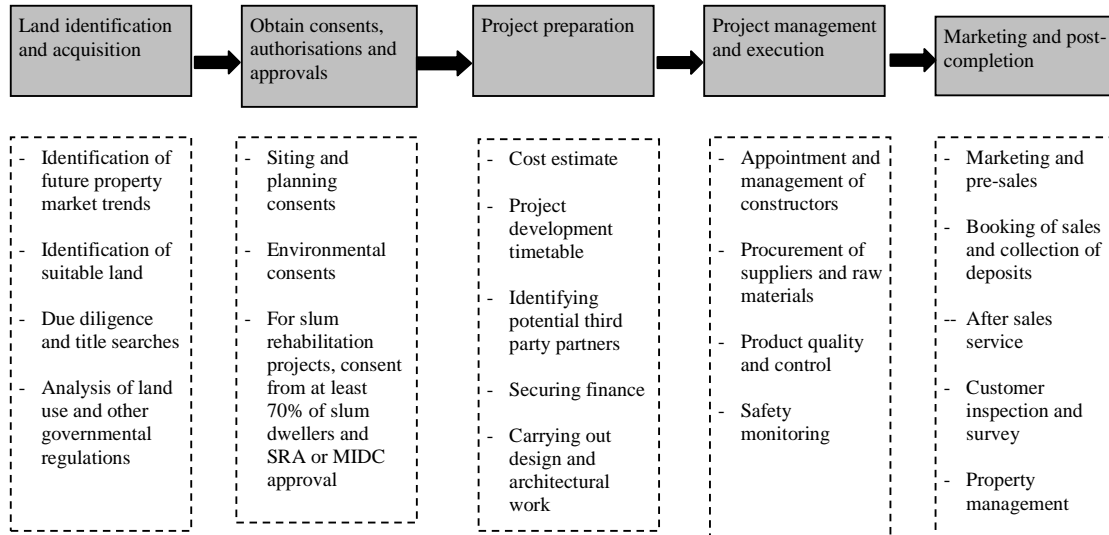 Land identification
and acquisition
Obtain consents,
authorisations and
approvals
Project preparation
Project management
and execution
Marketing and post-
completion
- Identification of
future property
market trends
- Identification of
suitable land
- Due diligence
and title searches
- Analysis of land
use and other
governmental
regulations
- Siting and
planning
consents
- Environmental
consents
- For slum
rehabilitation
projects, consent
from at least
70% of slum
dwellers and
SRA or MIDC
approval
- Cost estimate
- Project
development
timetable
- Identifying
potential third
party partners
- Securing finance
- Carrying out
design and
architectural
work
- Appointment and
management of
constructors
- Procurement of
suppliers and raw
materials
- Product quality
and control
- Safety
monitoring
- Marketing and
pre-sales
- Booking of sales
and collection of
deposits
-- After sales
service
- Customer
inspection and
survey
- Property
management